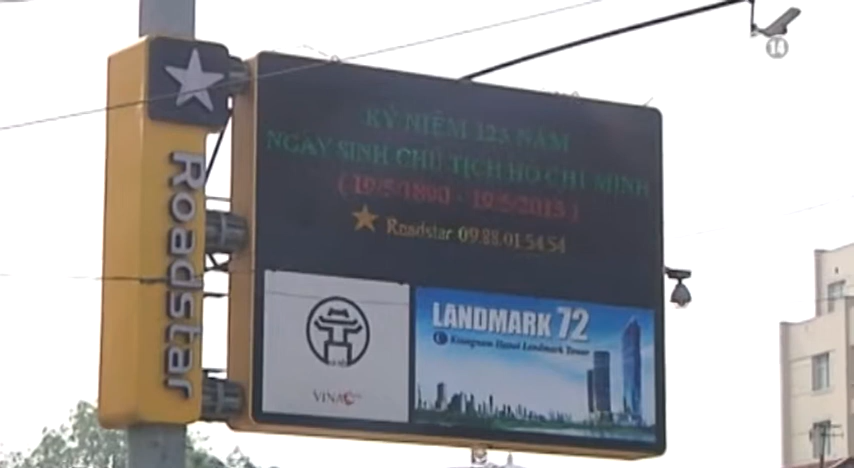 Roadstar
KỶ NIỆM 125 NĂM
NGÀY SINH CHỦ TỊCH HỒ CHÍ MINH
(19/5/1890 - 19/5/2015)
Roadstar 09.88.01.54.54
LANDMARK 72
Keangnam Hanoi Landmark Tower
VINA
14